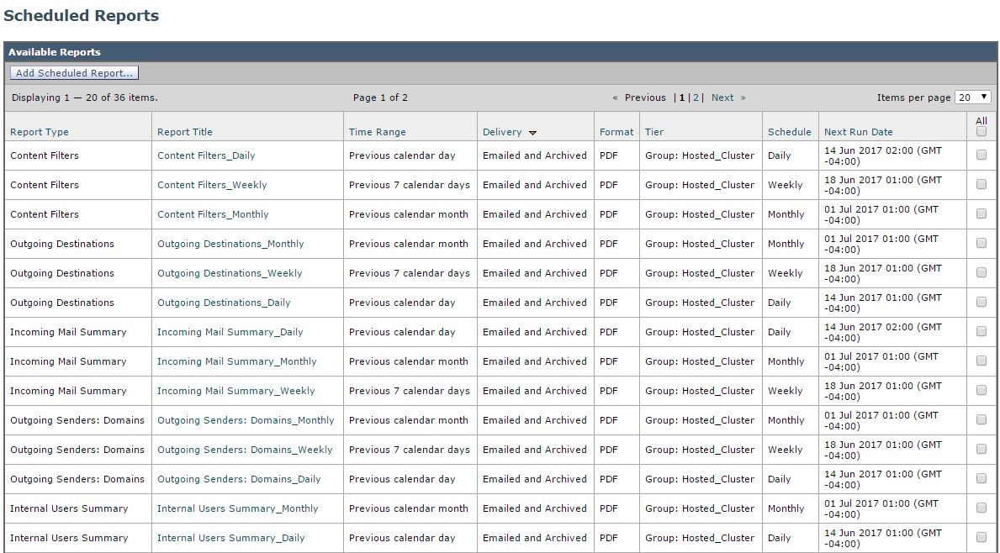 Scheduled Reports
Available Reports
Add Scheduled Report...
Displaying 1 — 20 of 36 items. Page 1 of 2 « Previous | 1 | 2 | Next » Items per page 20
Report Type Report Title Time Range Delivery Format Tier Schedule Next Run Date All
Content Filters Content Filters_Daily Previous calendar day Emailed and Archived PDF Group: Hosted_Cluster Daily 14 Jun 2017 02:00 (GMT
-04:00)
Content Filters Content Filters_Weekly Previous 7 calendar days Emailed and Archived PDF Group: Hosted_Cluster Weekly 18 Jun 2017 01:00 (GMT
-04:00)
Content Filters Content Filters_Monthly Previous calendar month Emailed and Archived PDF Group: Hosted_Cluster Monthly 01 Jul 2017 01:00 (GMT
-04:00)
Outgoing Destinations Outgoing Destinations_Monthly Previous calendar month Emailed and Archived PDF Group: Hosted_Cluster Monthly 01 Jul 2017 01:00 (GMT
-04:00)
Outgoing Destinations Outgoing Destinations_Weekly Previous 7 calendar days Emailed and Archived PDF Group: Hosted_Cluster Weekly 18 Jun 2017 01:00 (GMT
-04:00)
Outgoing Destinations Outgoing Destinations_Daily Previous calendar day Emailed and Archived PDF Group: Hosted_Cluster Daily 14 Jun 2017 01:00 (GMT
-04:00)
Incoming Mail Summary Incoming Mail Summary_Daily Previous calendar day Emailed and Archived PDF Group: Hosted_Cluster Daily 14 Jun 2017 02:00 (GMT
-04:00)
Incoming Mail Summary Incoming Mail Summary_Monthly Previous calendar month Emailed and Archived PDF Group: Hosted_Cluster Monthly 01 Jul 2017 01:00 (GMT
-04:00)
Incoming Mail Summary Incoming Mail Summary_Weekly Previous 7 calendar days Emailed and Archived PDF Group: Hosted_Cluster Weekly 18 Jun 2017 01:00 (GMT
-04:00)
Outgoing Senders: Domains Outgoing Senders: Domains_Monthly Previous calendar month Emailed and Archived PDF Group: Hosted_Cluster Monthly 01 Jul 2017 01:00 (GMT
-04:00)
Outgoing Senders: Domains Outgoing Senders: Domains_Weekly Previous 7 calendar days Emailed and Archived PDF Group: Hosted_Cluster Weekly 18 Jun 2017 01:00 (GMT
-04:00)
Outgoing Senders: Domains Outgoing Senders: Domains_Daily Previous calendar day Emailed and Archived PDF Group: Hosted_Cluster Daily 14 Jun 2017 01:00 (GMT
-04:00)
Internal Users Summary Internal Users Summary_Monthly Previous calendar month Emailed and Archived PDF Group: Hosted_Cluster Monthly 01 Jul 2017 01:00 (GMT
-04:00)
Internal Users Summary Internal Users Summary_Daily Previous calendar day Emailed and Archived PDF Group: Hosted_Cluster Daily 14 Jun 2017 01:00 (GMT
-04:00)